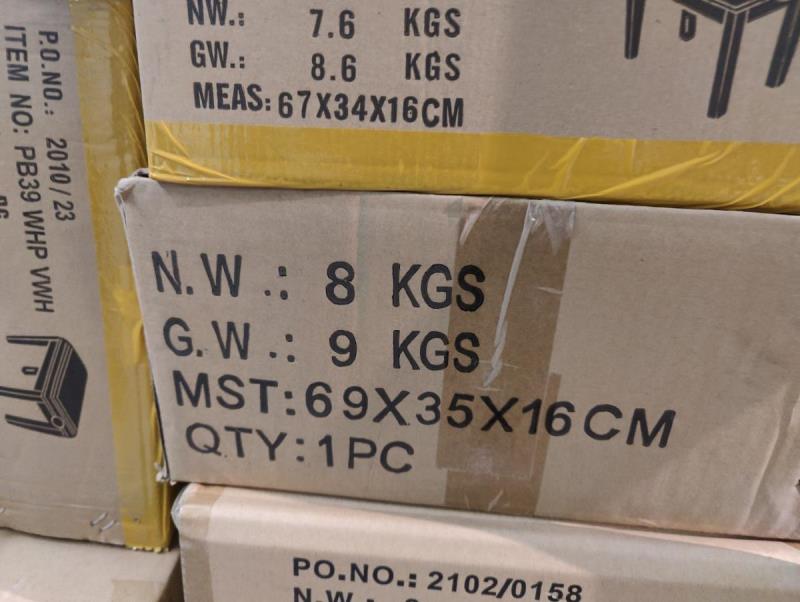 NW.: 7.6 KGS
GW.: 8.6 KGS
MEAS: 67X34X16CM
P.O.NO.: 2010/23
ITEM NO: PB39 WHP VWH
N.W.: 8 KGS
G.W.: 9 KGS
MST: 69X35X16CM
QTY: 1PC
PO.NO.: 2102/0158
N.W.: